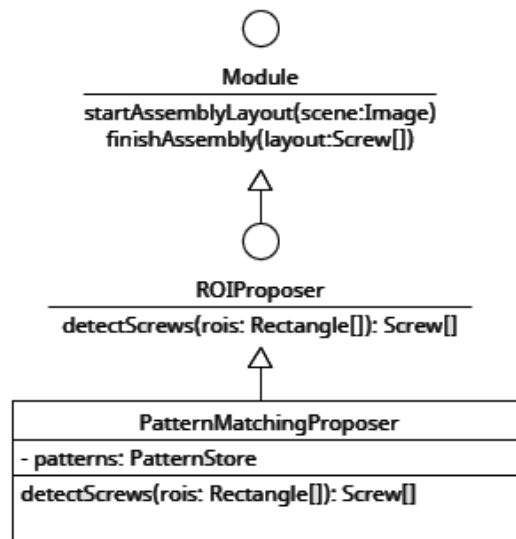 Module
startAssemblyLayout(scene:Image)
finishAssembly(layout:Screw[])
ROIProposer
detectScrews(rois: Rectangle[]): Screw[]
PatternMatchingProposer
- patterns: PatternStore
detectScrews(rois: Rectangle[]): Screw[]